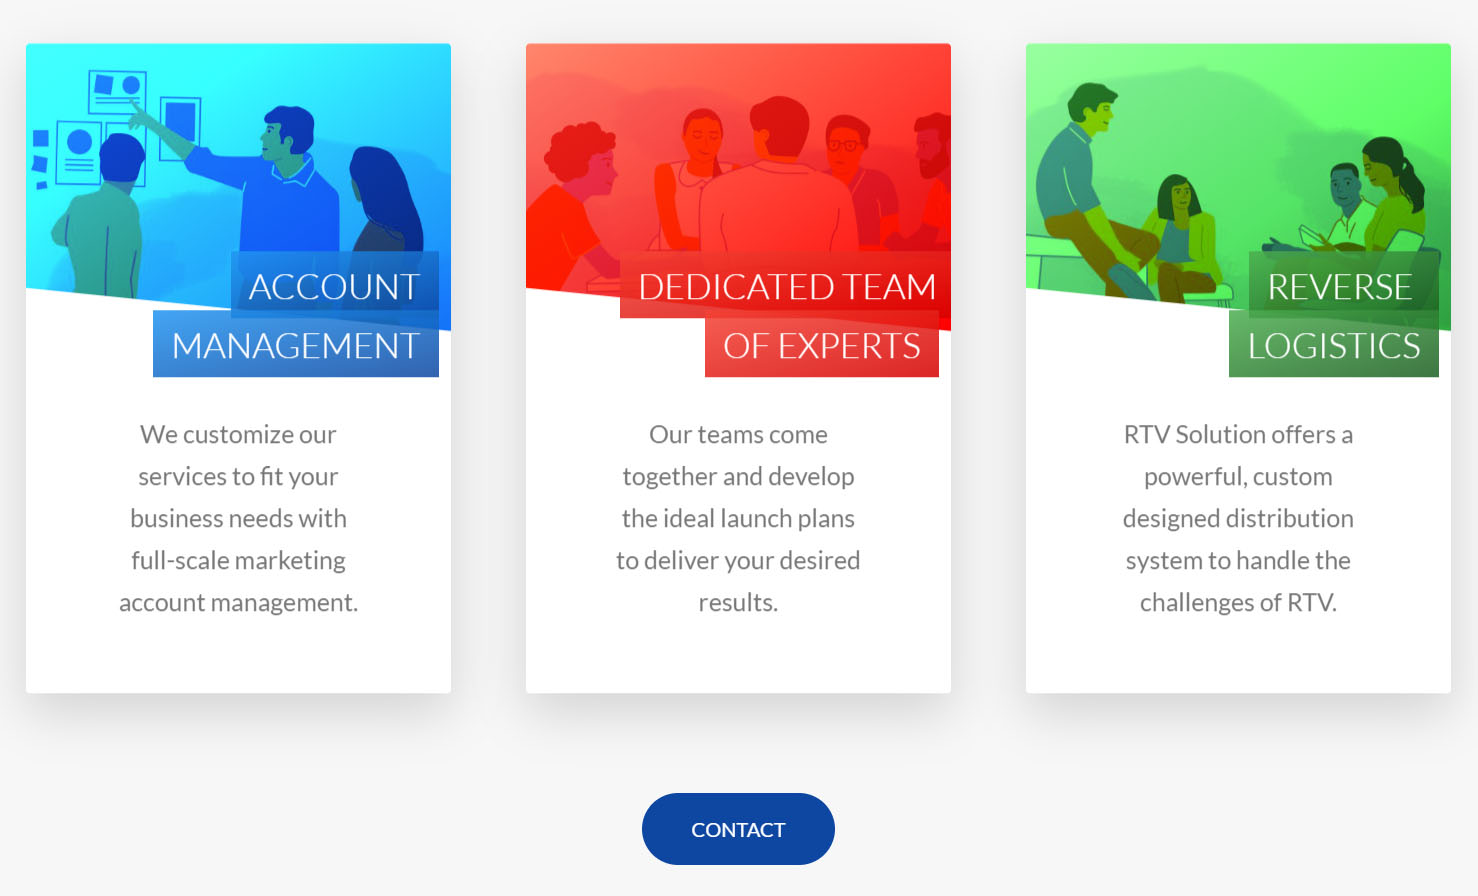 ACCOUNT
MANAGEMENT
We customize our
services to fit your
business needs with
full-scale marketing
account management.
DEDICATED TEAM
OF EXPERTS
Our teams come
together and develop
the ideal launch plans
to deliver your desired
results.
REVERSE
LOGISTICS
RTV Solution offers a
powerful, custom
designed distribution
system to handle the
challenges of RTV.
CONTACT